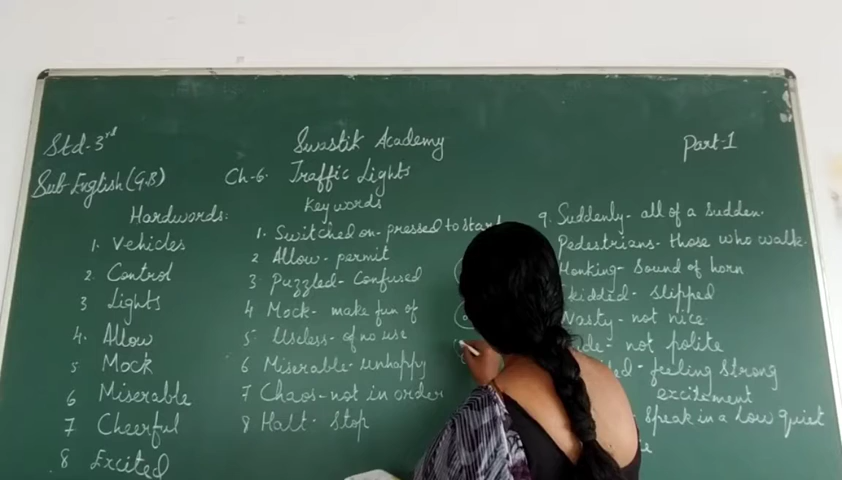 Std-3rd
Swastik Academy
Part-1
Sub English (G.B)
Ch-6. Traffic Lights
Hardwords:
1. Vehicles
2. Control
3 Lights
4. Allow
5 Mock
6 Miserable
7 Cheerful
8 Excited
Keywords
1. Switched on - pressed to start
2 Allow - permit
3 Puzzled - Confused
4 Mock - make fun of
5 Useless - of no use
6 Miserable - unhappy
7 Chaos - not in order
8 Halt - Stop
9. Suddenly - all of a sudden.
Pedestrians - those who walk.
Honking - Sound of horn
Skidded - slipped
Nasty - not nice
- not polite
- feeling strong
excitement
- Speak in a low quiet